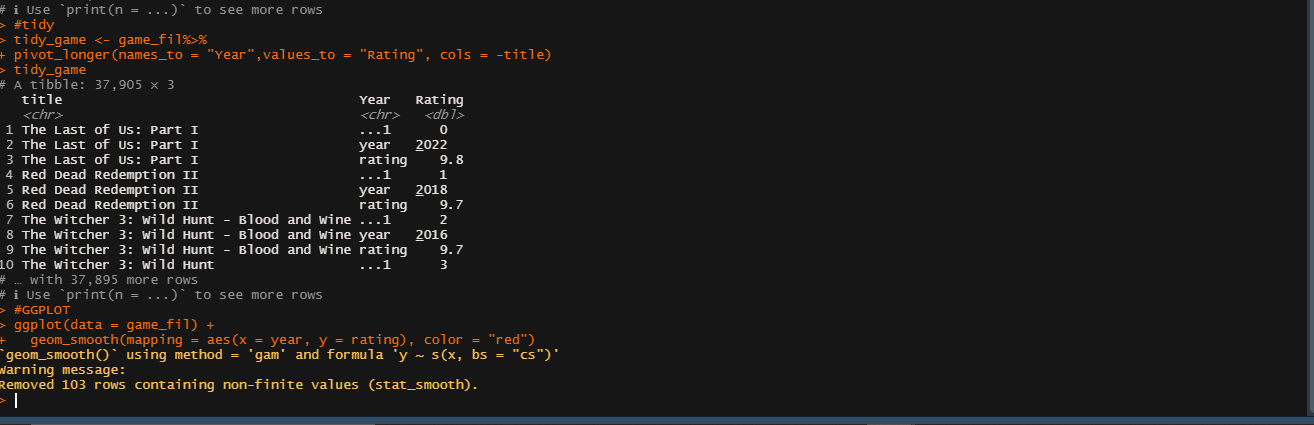 # ℹ Use `print(n = ...)` to see more rows
> #tidy
> tidy_game <- game_fil%>%
+ pivot_longer(names_to = "Year",values_to = "Rating", cols = -title)
> tidy_game
# A tibble: 37,905 × 3
title Year Rating
<chr> <chr> <dbl>
1 The Last of Us: Part I ...1 0
2 The Last of Us: Part I year 2022
3 The Last of Us: Part I rating 9.8
4 Red Dead Redemption II ...1 1
5 Red Dead Redemption II year 2018
6 Red Dead Redemption II rating 9.7
7 The Witcher 3: Wild Hunt - Blood and Wine ...1 2
8 The Witcher 3: Wild Hunt - Blood and Wine year 2016
9 The Witcher 3: Wild Hunt - Blood and Wine rating 9.7
10 The Witcher 3: Wild Hunt ...1 3
# … with 37,895 more rows
# ℹ Use `print(n = ...)` to see more rows
> #GGPLOT
> ggplot(data = game_fil) +
+ geom_smooth(mapping = aes(x = year, y = rating), color = "red")
`geom_smooth()` using method = 'gam' and formula 'y ~ s(x, bs = "cs")'
Warning message:
Removed 103 rows containing non-finite values (stat_smooth).
>